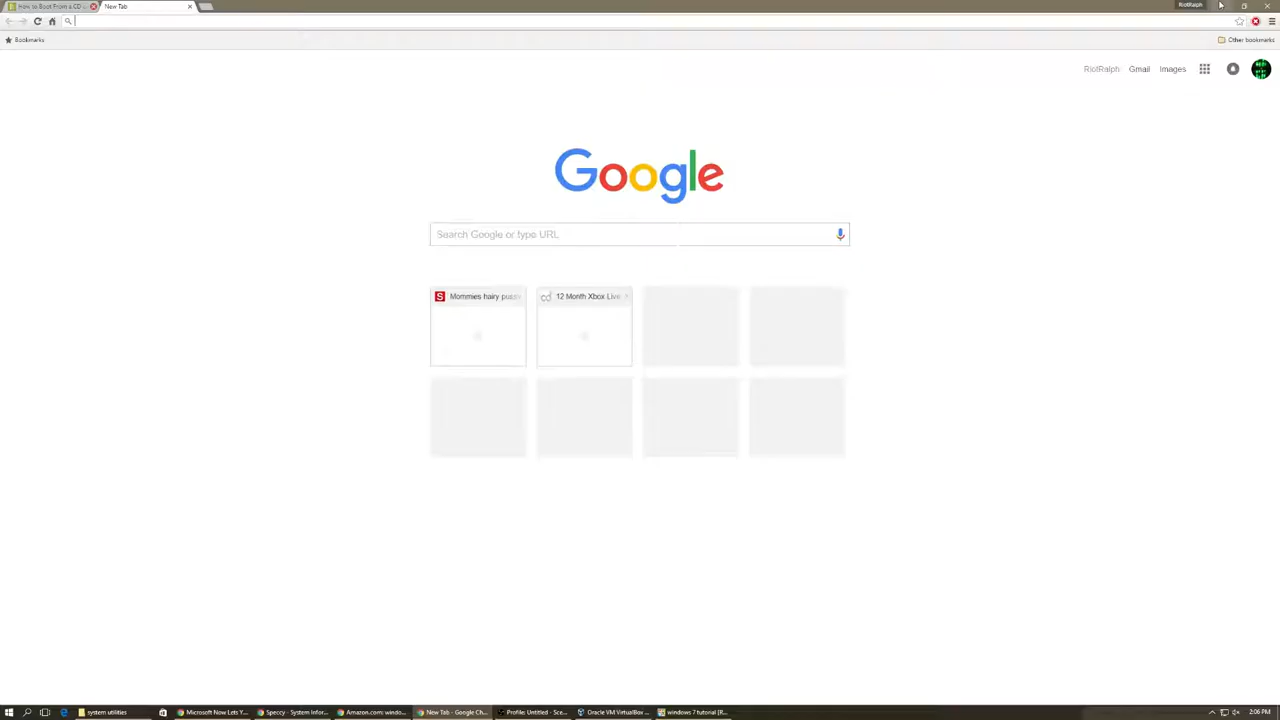 How to Boot From a CD
New Tab
RiotRalph
Bookmarks
Other bookmarks
RiotRalph Gmail Images
Google
Search Google or type URL
Mommies hairy
12 Month Xbox Live
system utilities
Microsoft Now Lets Y...
Speccy - System Infor...
Amazon.com: windo...
New Tab - Google Ch...
Profile: Untitled - Sce...
Oracle VM VirtualBox ...
windows 7 tutorial [R...
2:06 PM